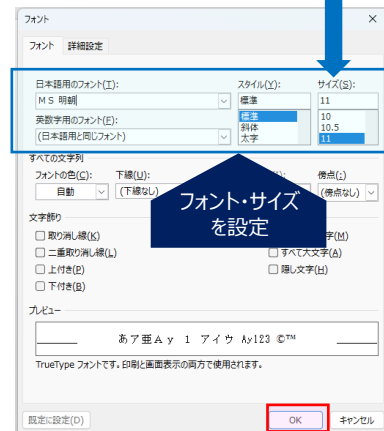 フォント ×
フォント 詳細設定
日本語用のフォント(T): スタイル(Y): サイズ(S):
ＭＳ 明朝 標準 11
英数字用のフォント(F): 標準 10
(日本語用と同じフォント) 斜体 10.5
太字 11
すべての文字列
フォントの色(C): 下線(U): 傍点(:)
自動 (下線なし) (傍点なし)
フォント・サイズ
を設定
文字飾り
取り消し線(K) 字(M)
二重取り消し線(L) すべて大文字(A)
上付き(P) 隠し文字(H)
下付き(B)
プレビュー
あア亜Ａｙ １ アイウ Ay123 ©™
TrueType フォントです。印刷と画面表示の両方で使用されます。
既定に設定(D) OK キャンセル